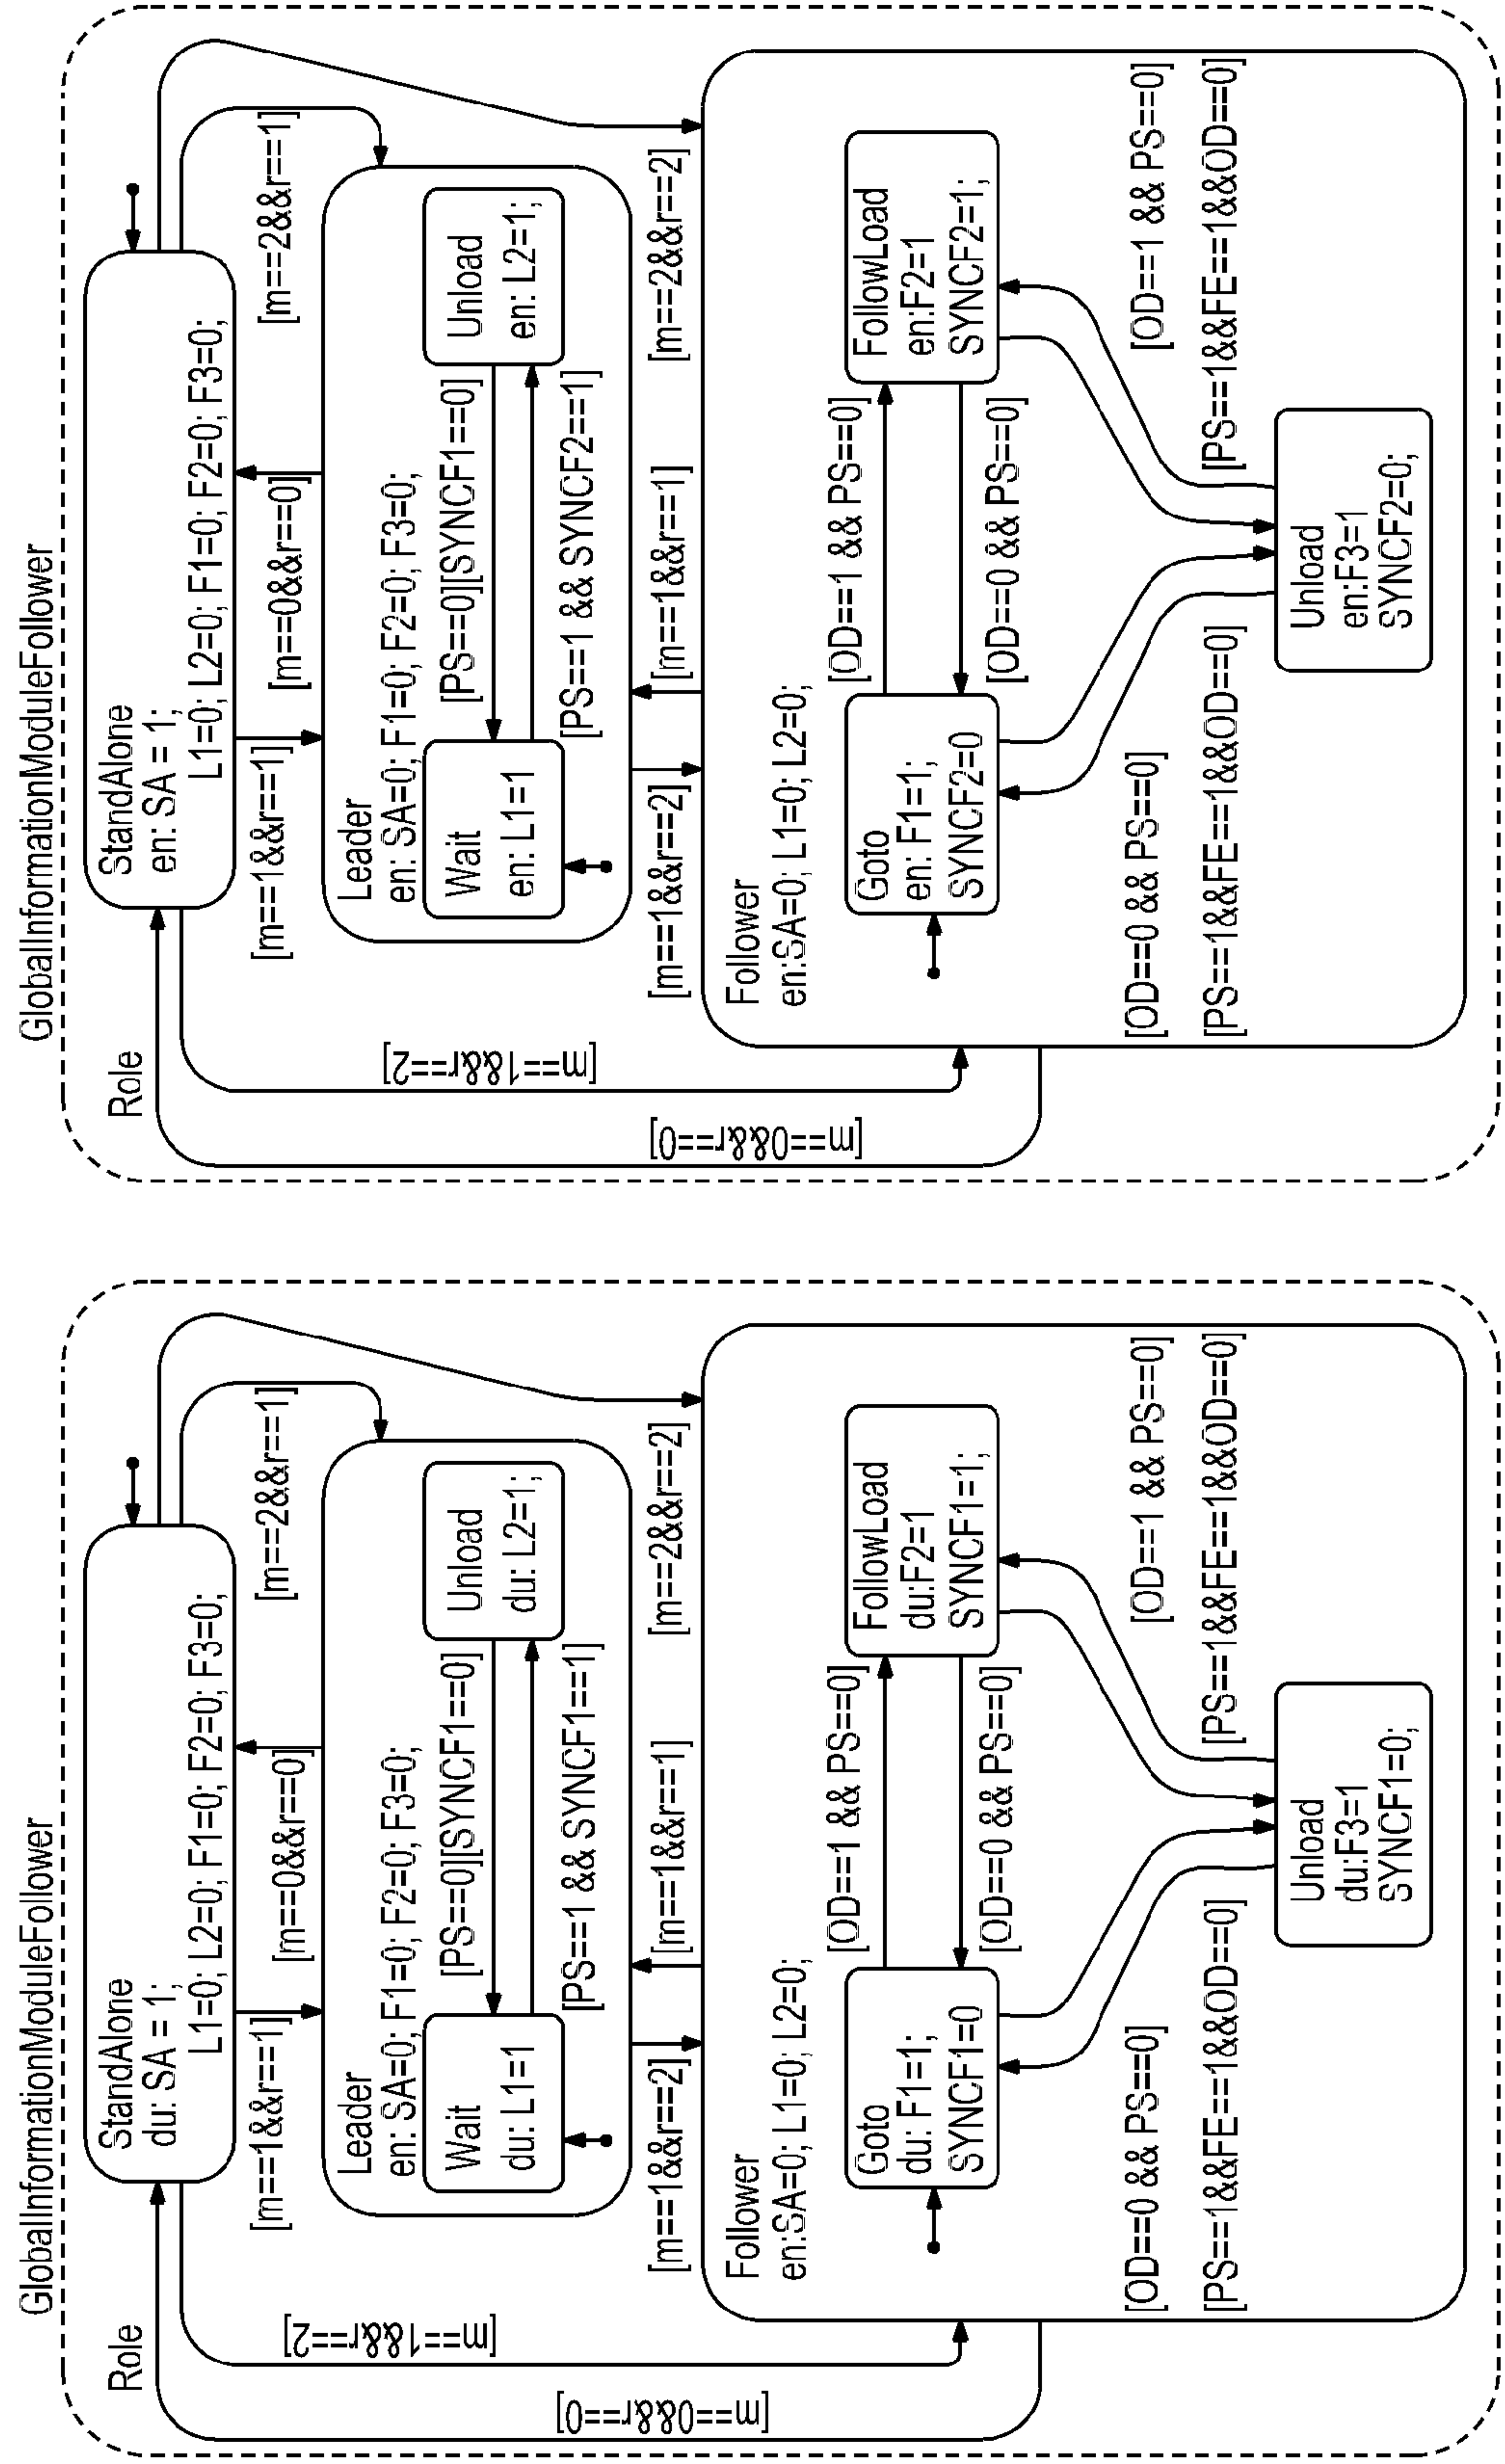 GlobalInformationModuleFollower
Role
StandAlone
du: SA = 1;
L1=0; L2=0; F1=0; F2=0; F3=0;
[m==1&&r==1]
[m==0&&r==0]
[m==2&&r==1]
Leader
en: SA=0; F1=0; F2=0; F3=0;
Wait
du: L1=1
[PS==0][SYNCF1==0]
[PS==1 && SYNCF1==1]
Unload
du: L2=1;
[m==1&&r==2]
[m==0&&r==0]
[m==1&&r==2]
[m==1&&r==1]
[m==2&&r==2]
Follower
en:SA=0; L1=0; L2=0;
Goto
du: F1=1;
SYNCF1=0
[OD==1 && PS==0]
[OD==0 && PS==0]
FollowLoad
du:F2=1
SYNCF1=1;
[OD==0 && PS==0]
[PS==1&&FE==1&&OD==0]
[OD==1 && PS==0]
[PS==1&&FE==1&&OD==0]
Unload
du:F3=1
SYNCF1=0;
GlobalInformationModuleFollower
Role
StandAlone
en: SA = 1;
L1=0; L2=0; F1=0; F2=0; F3=0;
[m==1&&r==1]
[m==0&&r==0]
[m==2&&r==1]
Leader
en: SA=0; F1=0; F2=0; F3=0;
Wait
en: L1=1
[PS==0][SYNCF1==0]
[PS==1 && SYNCF2==1]
Unload
en: L2=1;
[m==1&&r==2]
[m==0&&r==0]
[m==1&&r==2]
[m==1&&r==1]
[m==2&&r==2]
Follower
en:SA=0; L1=0; L2=0;
Goto
en: F1=1;
SYNCF2=0
[OD==1 && PS==0]
[OD==0 && PS==0]
FollowLoad
en:F2=1
SYNCF2=1;
[OD==0 && PS==0]
[PS==1&&FE==1&&OD==0]
[OD==1 && PS==0]
[PS==1&&FE==1&&OD==0]
Unload
en:F3=1
SYNCF2=0;